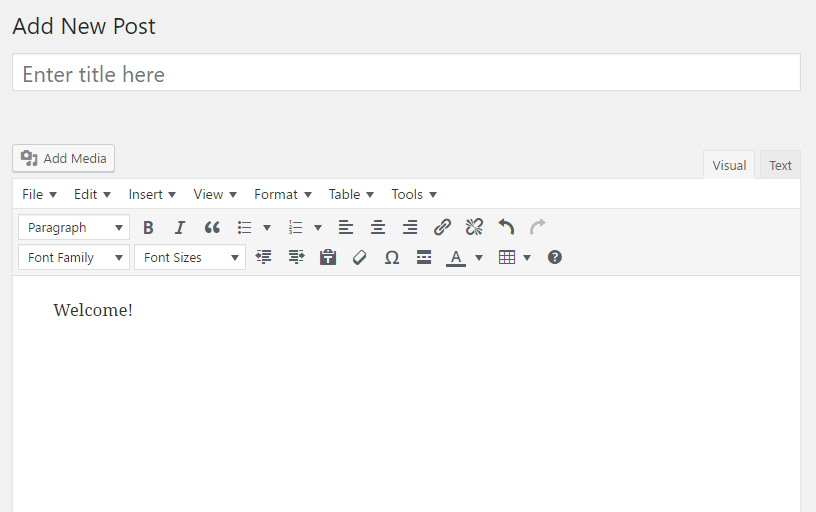 Add New Post
Enter title here
Add Media
Visual Text
File Edit Insert View Format Table Tools
Paragraph B I
Font Family Font Sizes Ω A ?
Welcome!